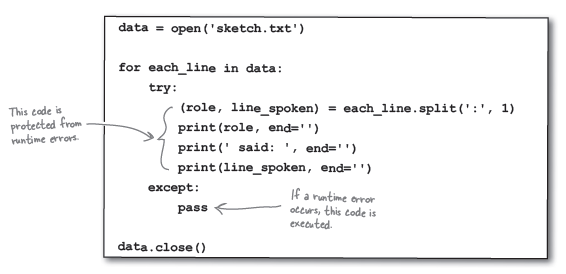 data = open('sketch.txt')
for each_line in data:
try:
(role, line_spoken) = each_line.split(':', 1)
print(role, end='')
print(' said: ', end='')
print(line_spoken, end='')
This code is
protected from
runtime errors.
except:
pass
If a runtime error
occurs, this code is
executed.
data.close()